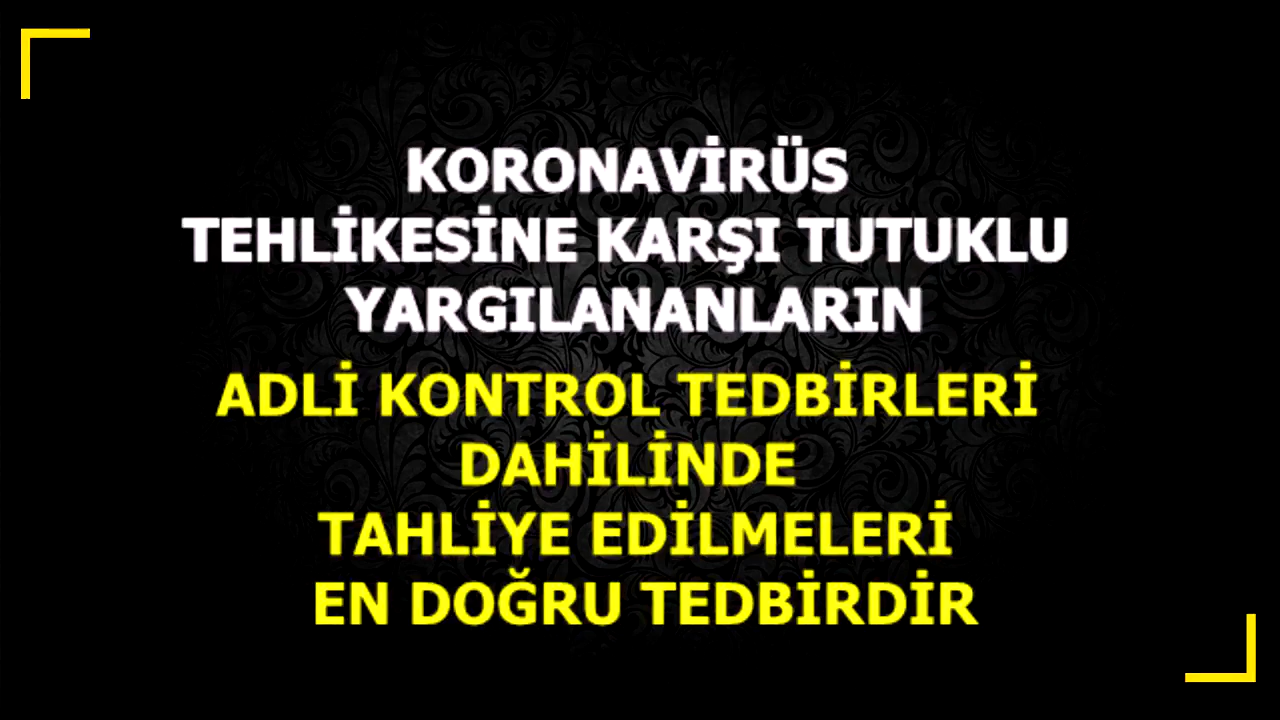 KORONAVİRÜS
TEHLİKESİNE KARŞI TUTUKLU
YARGILANANLARIN
ADLİ KONTROL TEDBİRLERİ
DAHİLİNDE
TAHLİYE EDİLMELERİ
EN DOĞRU TEDBİRDİR